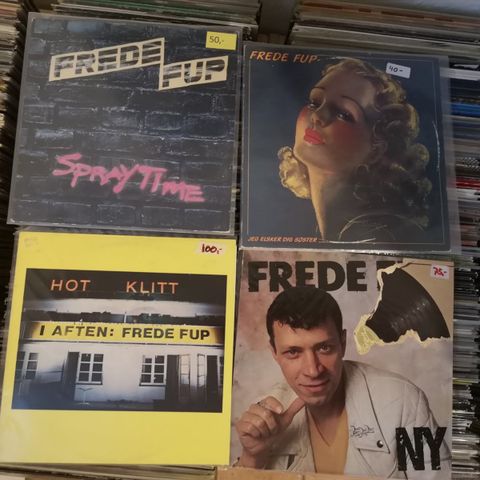 50,-
FREDE
FUP
SPRAYTIME
FREDE FUP-
40-
JEG ELSKER DIG SØSTER
100,-
HOT KLITT
I AFTEN: FREDE FUP
FREDE
75,-
NY